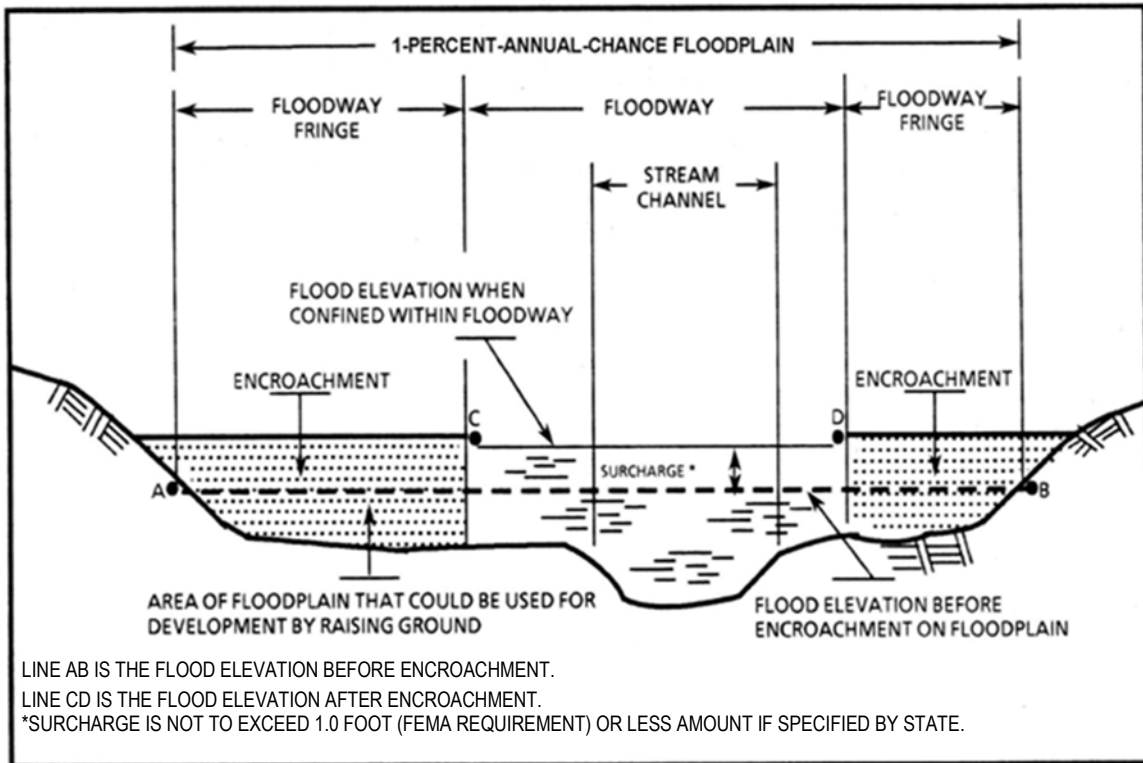 1-PERCENT-ANNUAL-CHANCE FLOODPLAIN
FLOODWAY
FRINGE
FLOODWAY
FLOODWAY
FRINGE
STREAM
CHANNEL
FLOOD ELEVATION WHEN
CONFINED WITHIN FLOODWAY
ENCROACHMENT
ENCROACHMENT
C
D
SURCHARGE *
A
B
AREA OF FLOODPLAIN THAT COULD BE USED FOR
DEVELOPMENT BY RAISING GROUND
FLOOD ELEVATION BEFORE
ENCROACHMENT ON FLOODPLAIN
LINE AB IS THE FLOOD ELEVATION BEFORE ENCROACHMENT.
LINE CD IS THE FLOOD ELEVATION AFTER ENCROACHMENT.
*SURCHARGE IS NOT TO EXCEED 1.0 FOOT (FEMA REQUIREMENT) OR LESS AMOUNT IF SPECIFIED BY STATE.